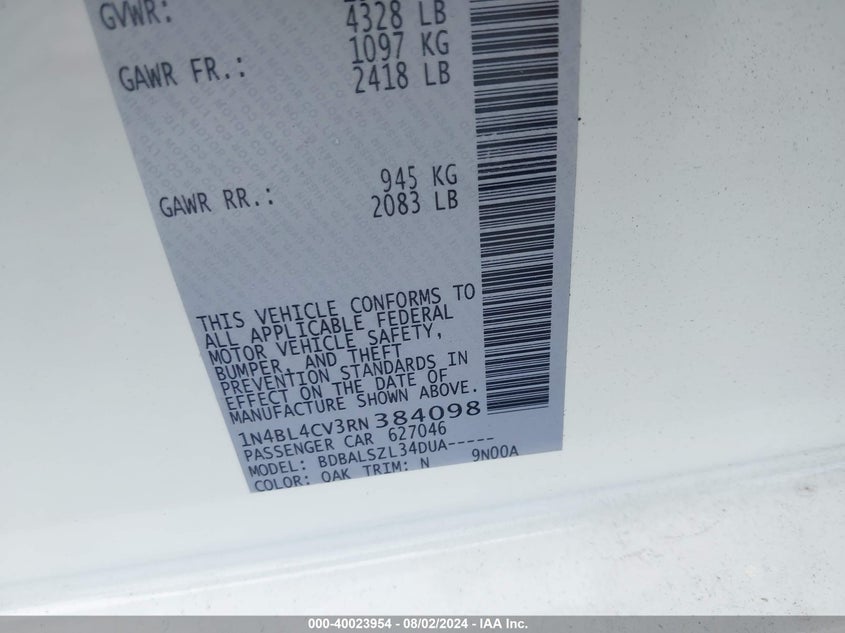 GVWR:
4328 LB
GAWR FR.:
1097 KG
2418 LB
GAWR RR.:
945 KG
2083 LB
THIS VEHICLE CONFORMS TO
ALL APPLICABLE FEDERAL
MOTOR VEHICLE SAFETY,
BUMPER, AND THEFT
PREVENTION STANDARDS IN
EFFECT ON THE DATE OF
MANUFACTURE SHOWN ABOVE.
1N4BL4CV3RN384098
PASSENGER CAR 627046
MODEL: BDBALSZL34DUA-----
COLOR: QAK TRIM: N 9N00A
000-40023954 - 08/02/2024 - IAA Inc.